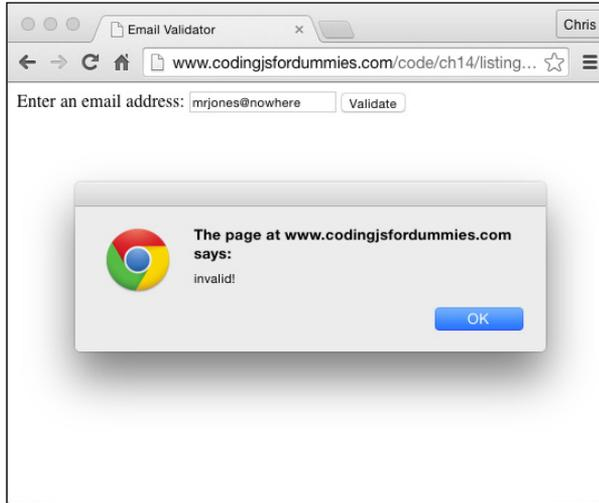 Email Validator
Chris
www.codingjsfordummies.com/code/ch14/listing...
Enter an email address: mrjones@nowhere Validate
The page at www.codingjsfordummies.com
says:
invalid!
OK